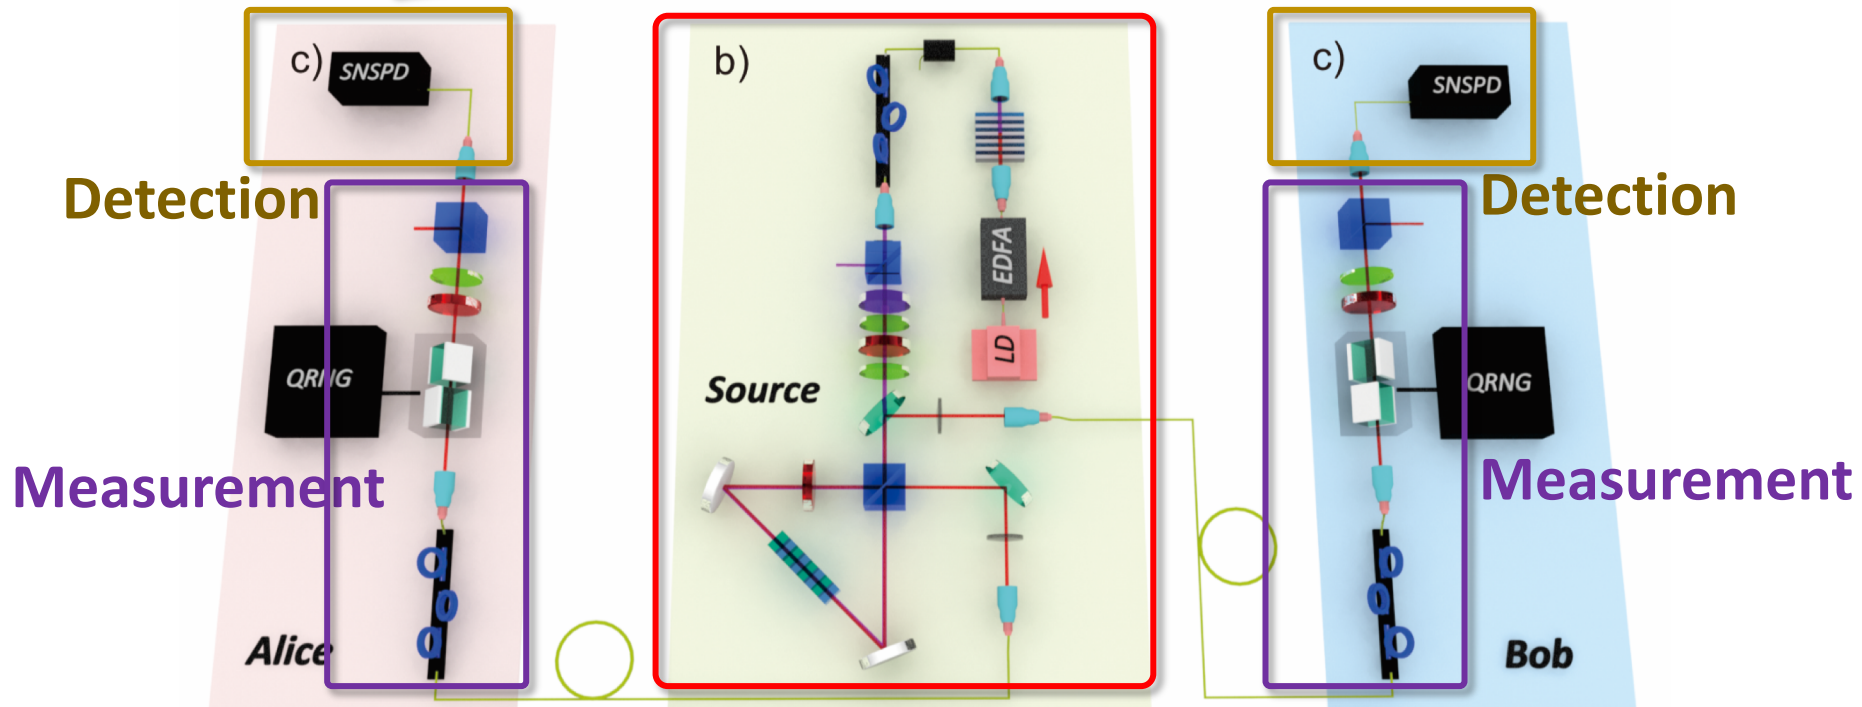 c)
SNSPD
Detection
QRNG
Measurement
Alice
b)
EDFA
LD
Source
c)
SNSPD
Detection
QRNG
Measurement
Bob